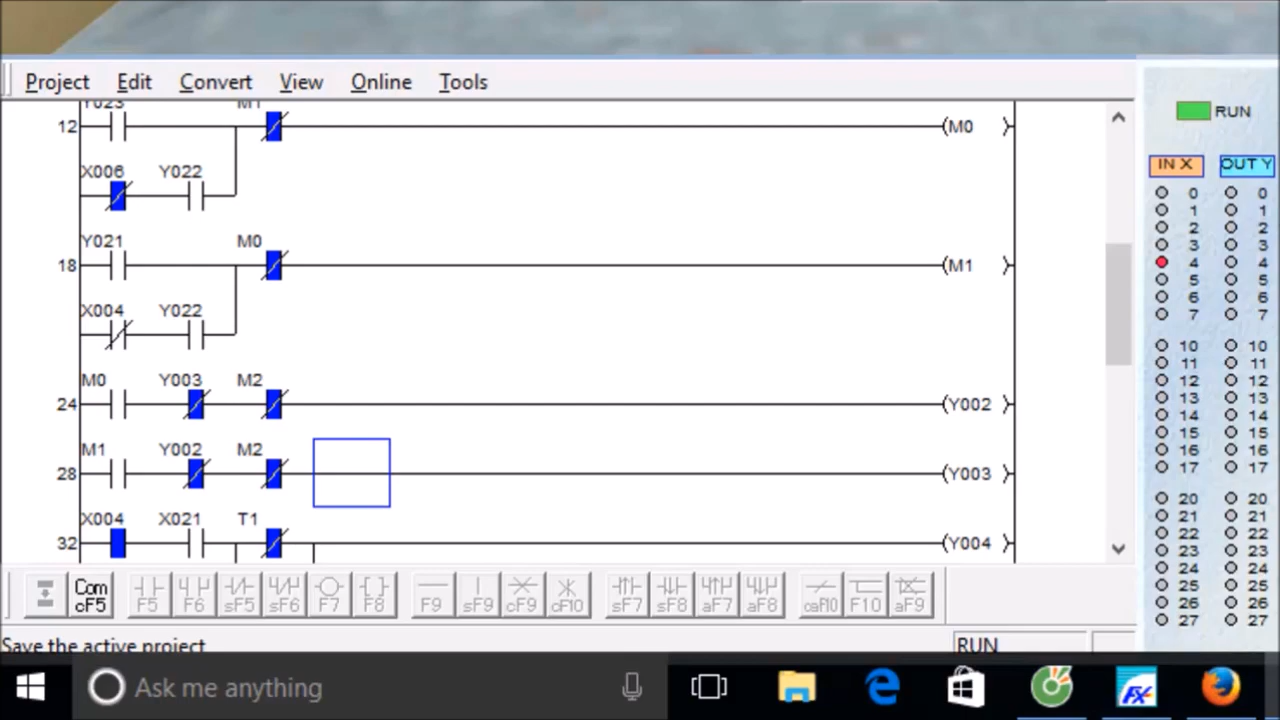 Project Edit Convert View Online Tools
RUN
Y023 M1
12 (M0 )
IN X OUT Y
X006 Y022
0 0
1 1
2 2
3 3
4 4
5 5
6 6
7 7
10 10
11 11
12 12
13 13
14 14
15 15
16 16
17 17
20 20
21 21
22 22
23 23
24 24
25 25
26 26
27 27
Y021 M0
18 (M1 )
X004 Y022
M0 Y003 M2
24 (Y002 )
M1 Y002 M2
28 (Y003 )
X004 X021 T1
32 (Y004 )
Com
cF5 F5 F6 sF5 sF6 F7 F8 F9 sF9 cF9 cF10 sF7 sF8 aF7 aF8 caF10 F10 aF9
Save the active project RUN
Ask me anything
FX